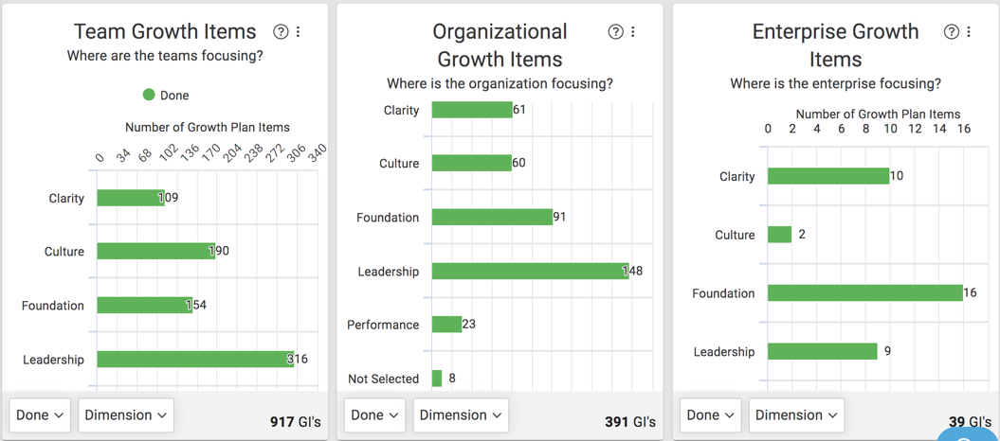 Team Growth Items
Where are the teams focusing?
Done
Number of Growth Plan Items
0 34 68 102 136 170 204 238 272 306 340
Clarity 109
Culture 190
Foundation 154
Leadership 316
Done
Dimension
917 GI's
Organizational
Growth Items
Where is the organization focusing?
Clarity 61
Culture 60
Foundation 91
Leadership 148
Performance 23
Not Selected 8
Done
Dimension
391 GI's
Enterprise Growth
Items
Where is the enterprise focusing?
Number of Growth Plan Items
0 2 4 6 8 10 12 14 16
Clarity 10
Culture 2
Foundation 16
Leadership 9
Done
Dimension
39 GI's